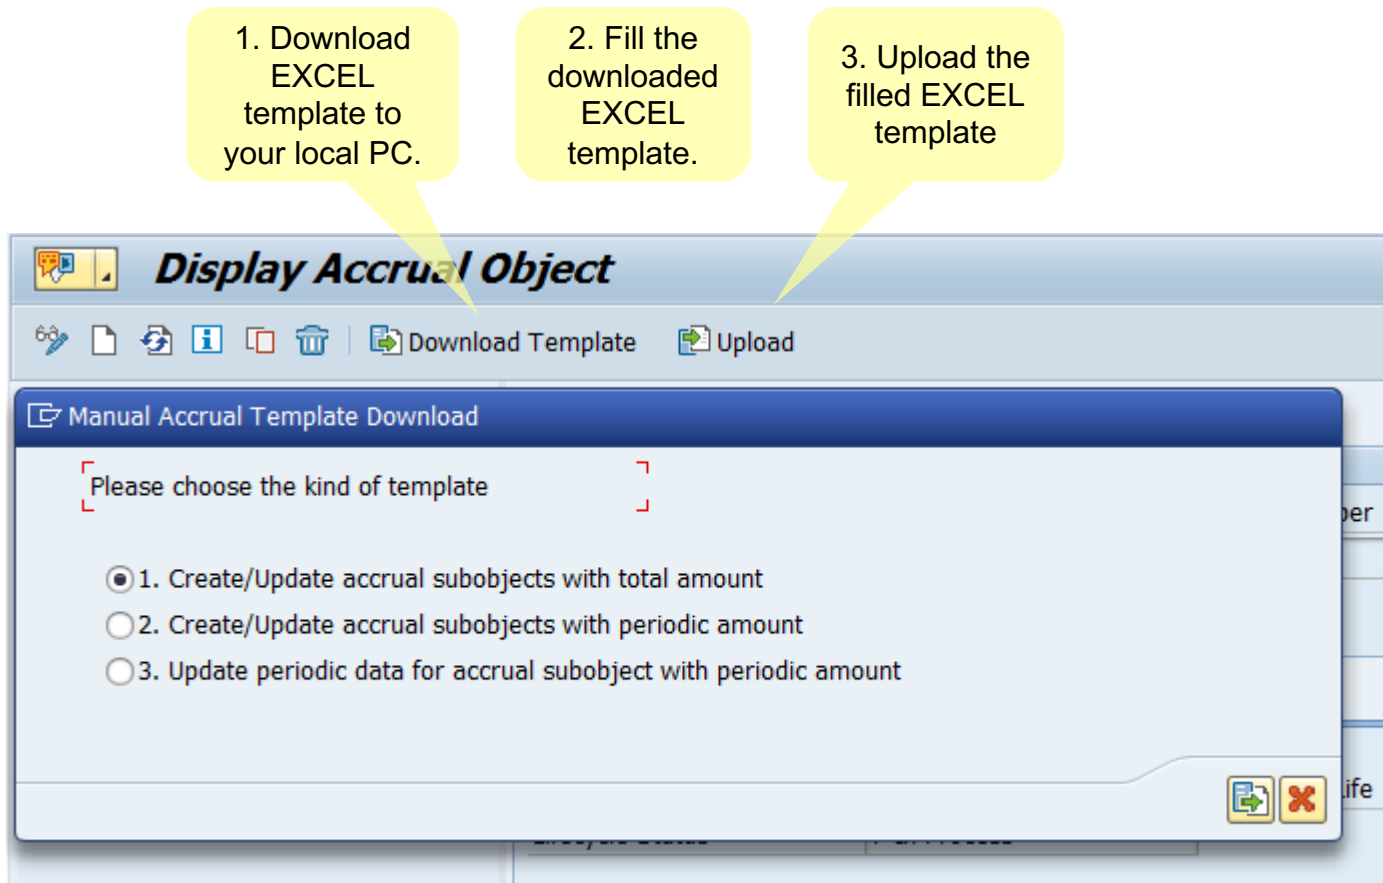 1. Download
EXCEL
template to
your local PC.
2. Fill the
downloaded
EXCEL
template.
3. Upload the
filled EXCEL
template
Display Accrual Object
Download Template Upload
Manual Accrual Template Download
Please choose the kind of template
1. Create/Update accrual subobjects with total amount
2. Create/Update accrual subobjects with periodic amount
3. Update periodic data for accrual subobject with periodic amount